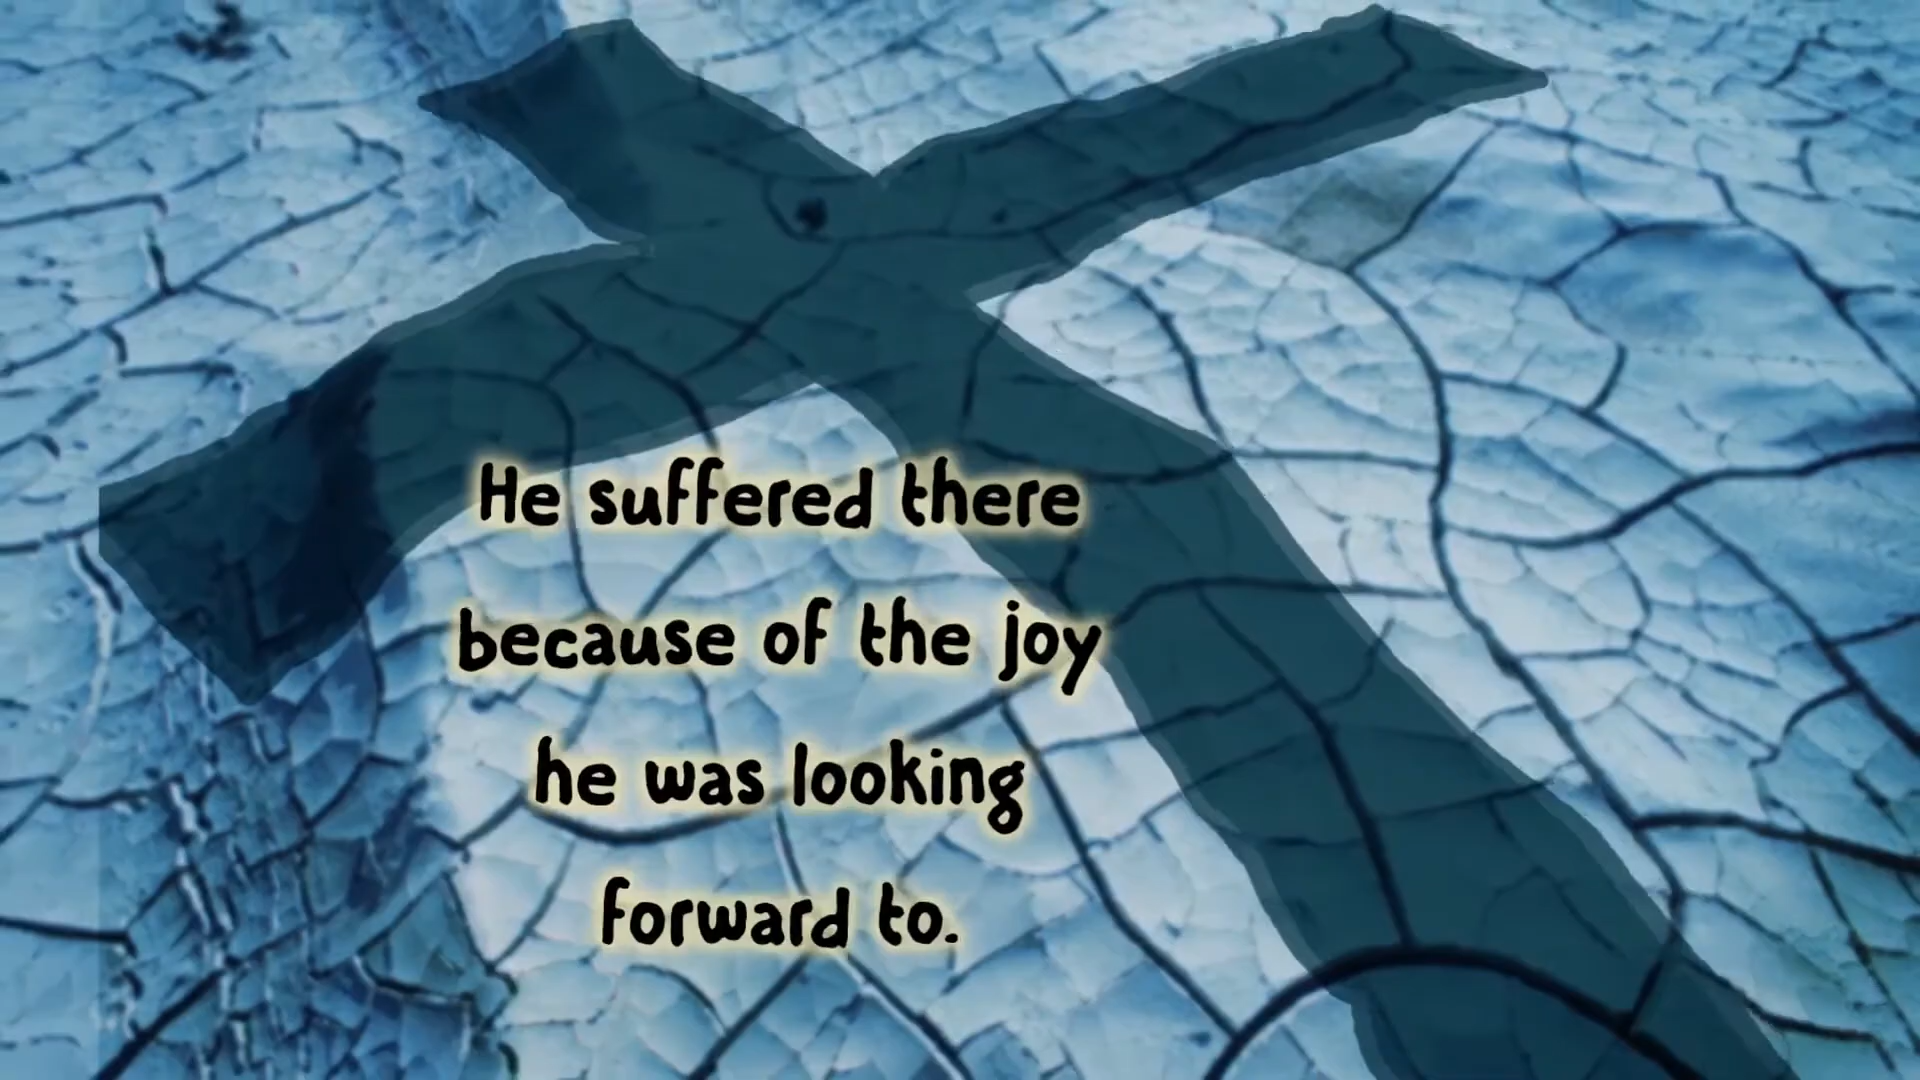 He suffered there
because of the joy
he was looking
forward to.